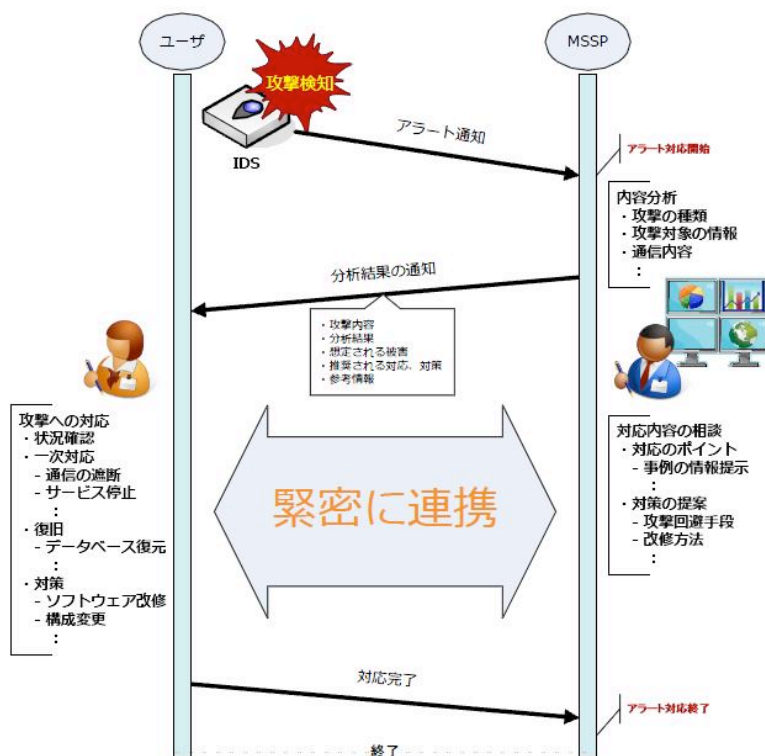 ユーザ
MSSP
攻撃検知
IDS
アラート通知
アラート対応開始
内容分析
・攻撃の種類
・攻撃対象の情報
・通信内容
:
分析結果の通知
・攻撃内容
・分析結果
・想定される被害
・推奨される対応、対策
・参考情報
攻撃への対応
・状況確認
・一次対応
- 通信の遮断
- サービス停止
:
・復旧
- データベース復元
・対策
- ソフトウェア改修
- 構成変更
:
緊密に連携
対応内容の相談
・対応のポイント
- 事例の情報提示
:
・対策の提案
- 攻撃回避手段
- 改修方法
:
対応完了
アラート対応終了
終了